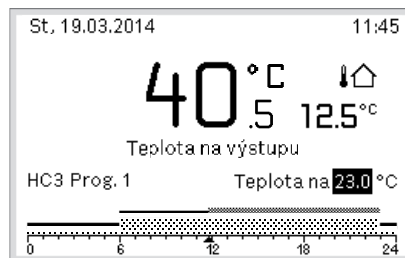 St, 19.03.2014 11:45
40.5 °C 12.5°C
Teplota na výstupu
HC3 Prog. 1 Teplota na 23.0 °C
0 6 12 18 24